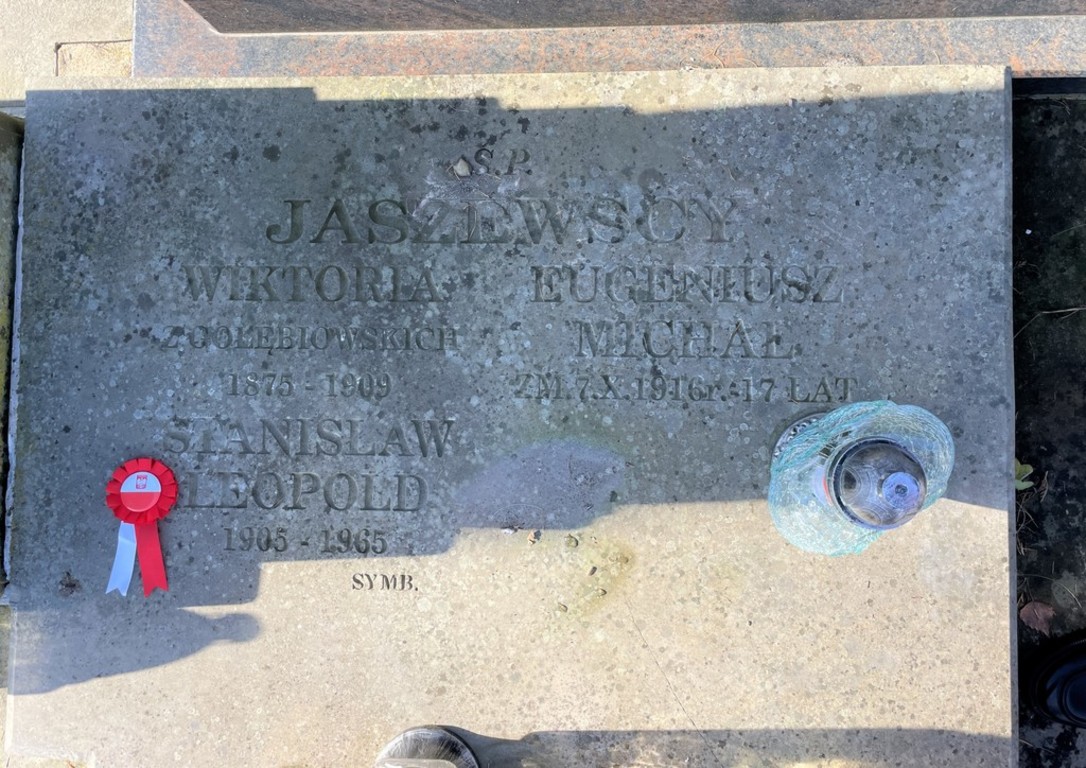 Ś.P.
JASZEWSCY
WIKTORIA
Z GOŁĘBIOWSKICH
1875 - 1909
STANISŁAW
LEOPOLD
1905 - 1965
SYMB.
EUGENIUSZ
MICHAŁ
ZM. 7.X.1916r. 17 LAT